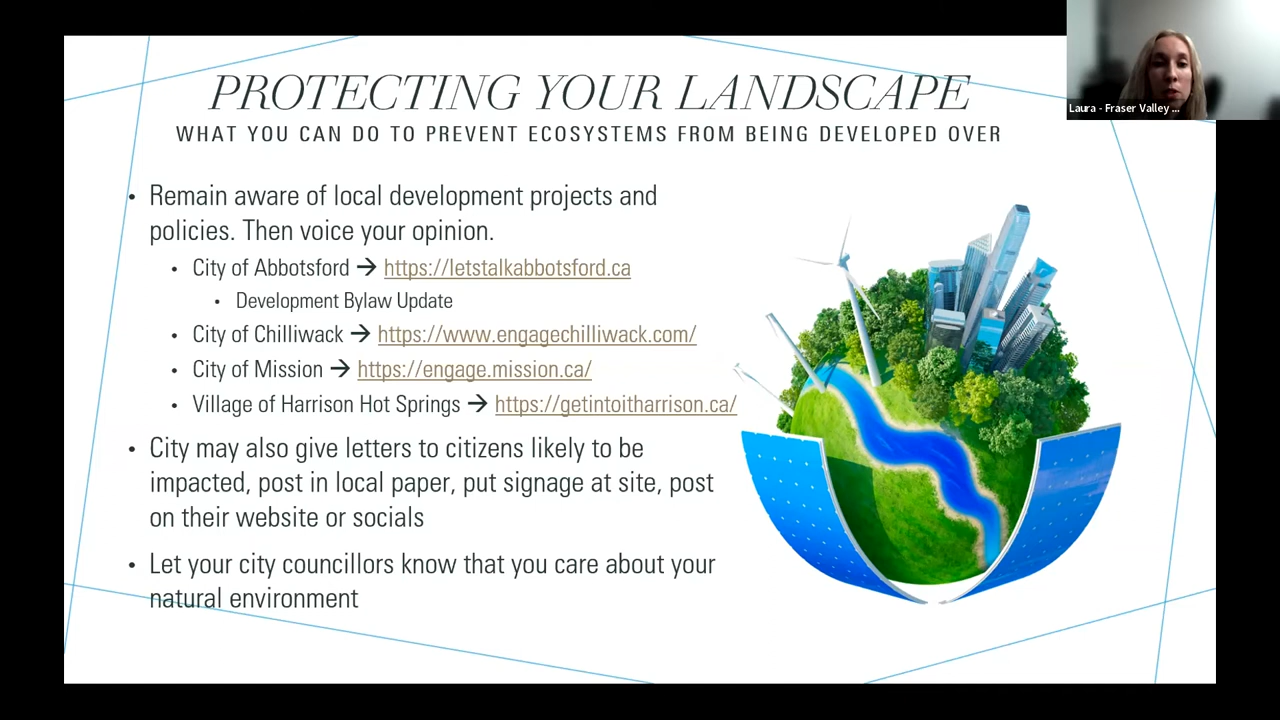 PROTECTING YOUR LANDSCAPE
WHAT YOU CAN DO TO PREVENT ECOSYSTEMS FROM BEING DEVELOPED OVER
• Remain aware of local development projects and
policies. Then voice your opinion.
• City of Abbotsford → https://letstalkabbotsford.ca
• Development Bylaw Update
• City of Chilliwack → https://www.engagechilliwack.com/
• City of Mission → https://engage.mission.ca/
• Village of Harrison Hot Springs → https://getintoitharrison.ca/
• City may also give letters to citizens likely to be
impacted, post in local paper, put signage at site, post
on their website or socials
• Let your city councillors know that you care about your
natural environment
Laura - Fraser Valley ...